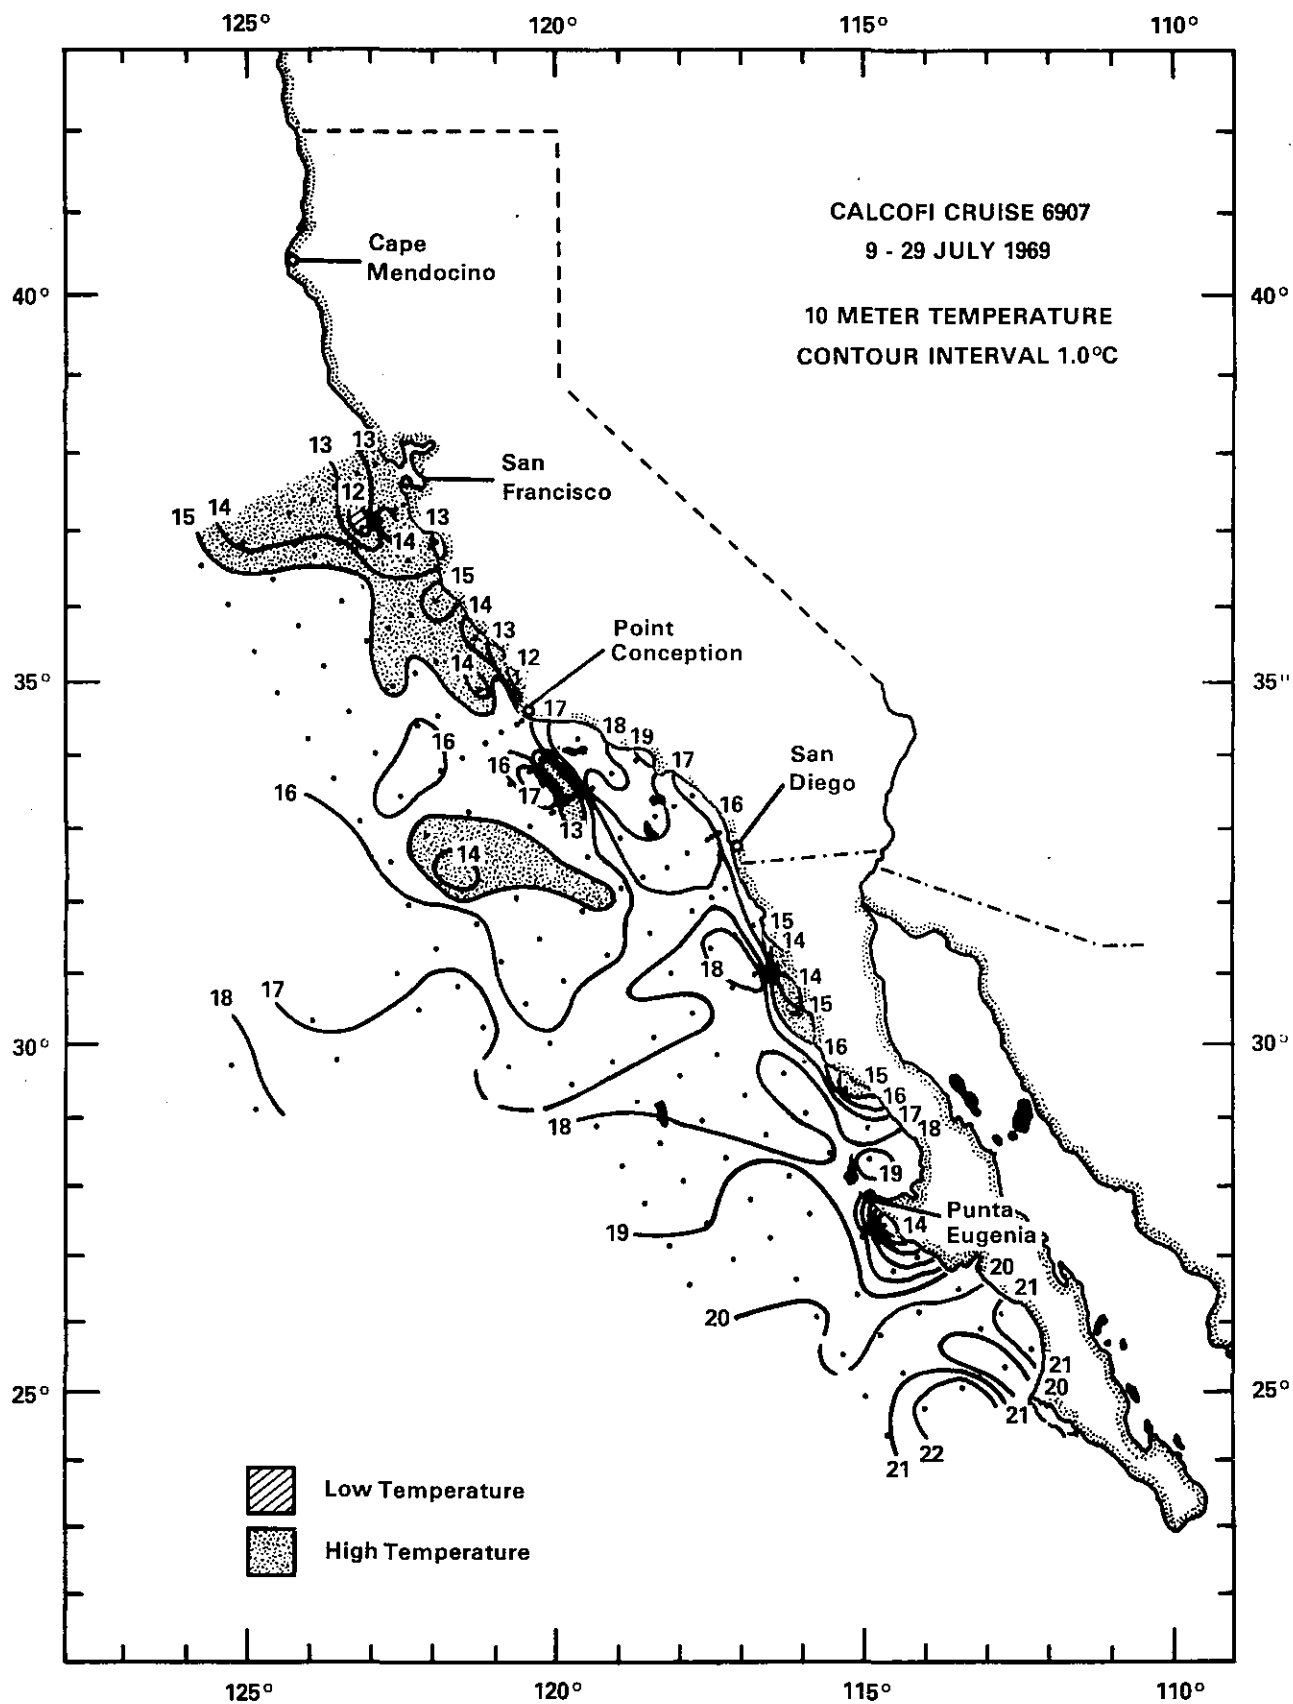 125° 120° 115° 110°
CALCOFI CRUISE 6907
9 - 29 JULY 1969
10 METER TEMPERATURE
CONTOUR INTERVAL 1.0°C
Cape
Mendocino
40° 40°
13 13
San
Francisco
12
15 14 13
14
15
14
13
Point
Conception
14 12
35° 35°
17
18
19
17
San
Diego
16
16
16
16
17
13
14
15
14
18 14
15
18 17
16
30° 30°
15
16
17
18
18
19
Punta
Eugenia
14
19
20
21
20
21
20
25° 25°
21
22
21
Low Temperature
High Temperature
125° 120° 115° 110°